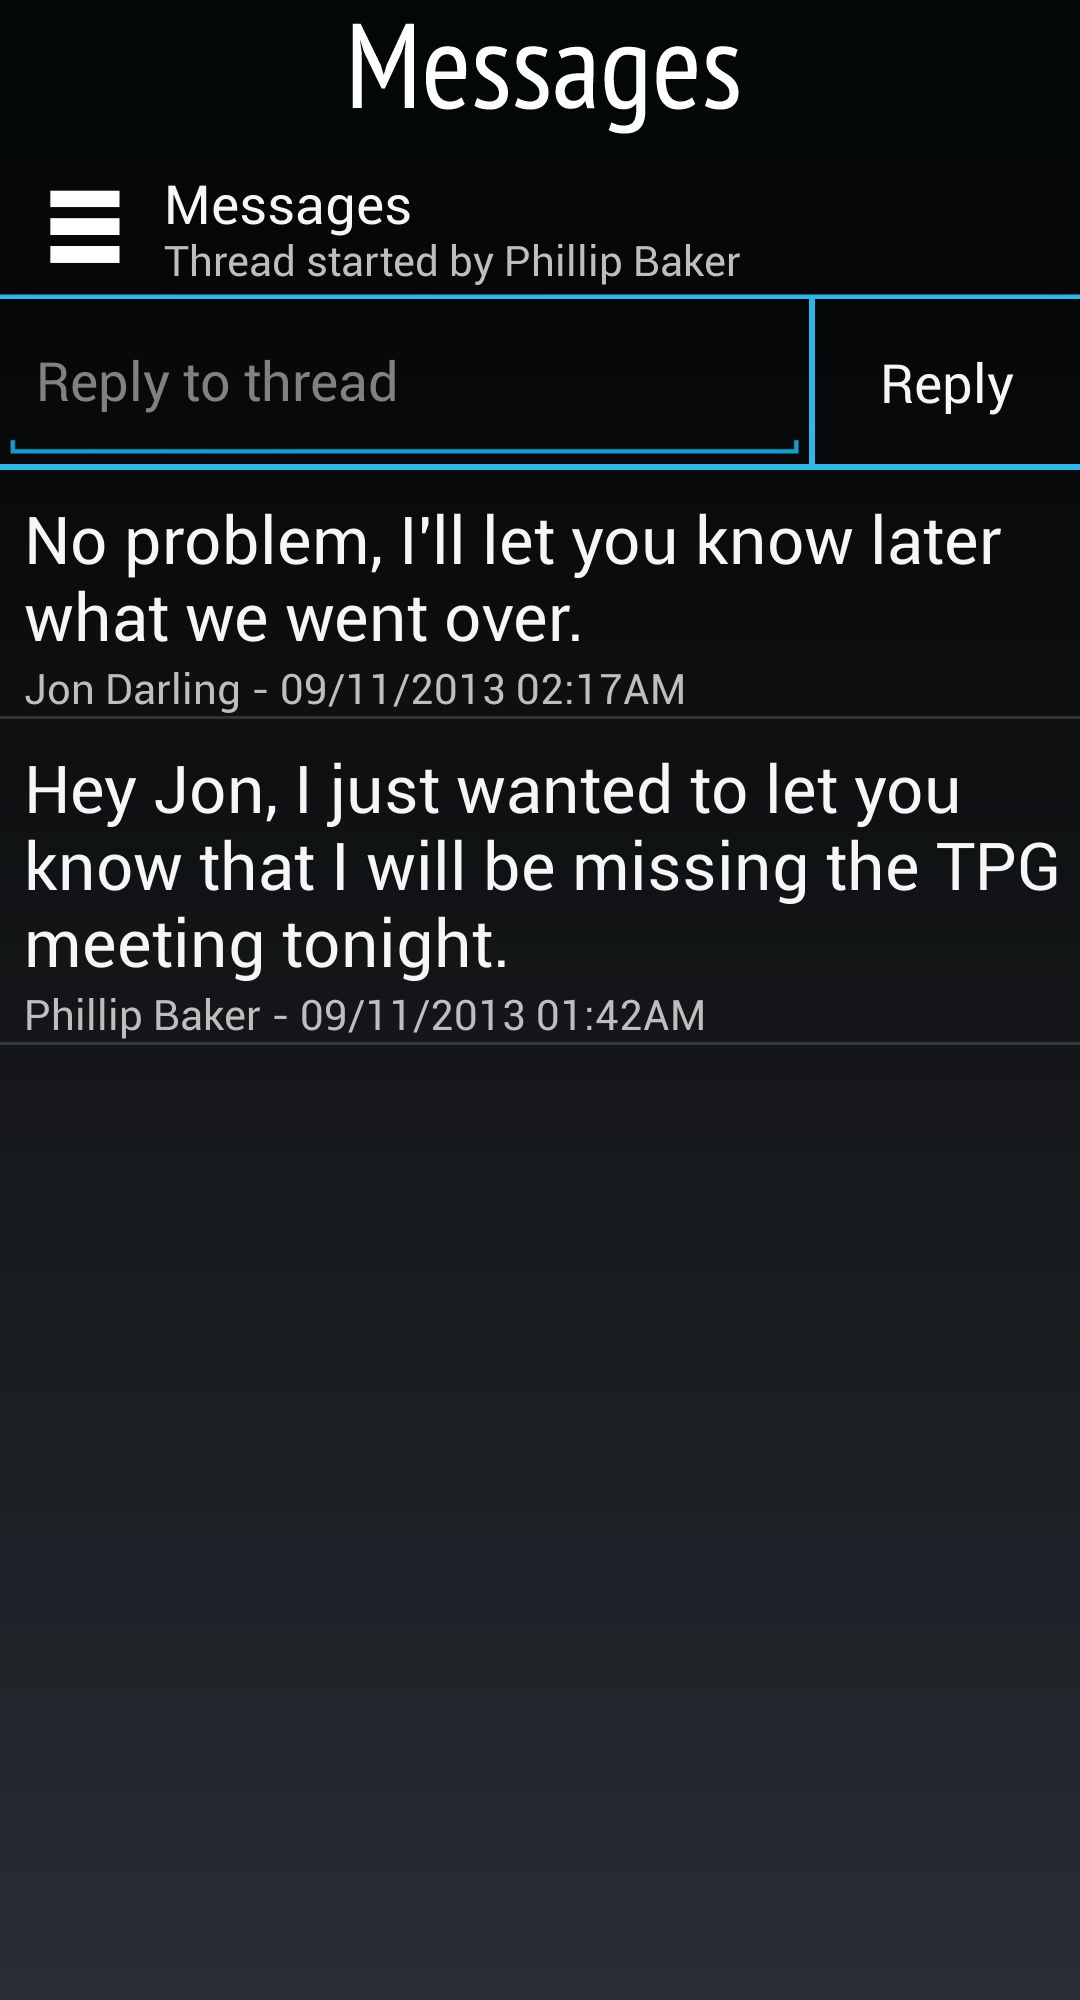 Messages
Messages
Thread started by Phillip Baker
Reply to thread
Reply
No problem, I'll let you know later
what we went over.
Jon Darling - 09/11/2013 02:17AM
Hey Jon, I just wanted to let you
know that I will be missing the TPG
meeting tonight.
Phillip Baker - 09/11/2013 01:42AM